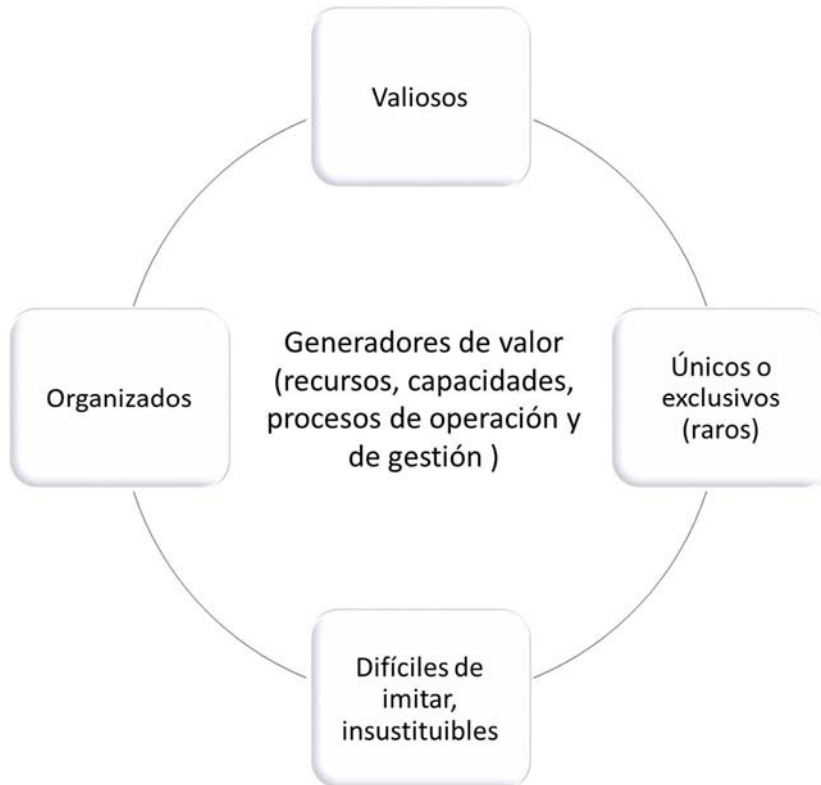 Valiosos
Organizados
Generadores de valor
(recursos, capacidades,
procesos de operación y
de gestión )
Únicos o
exclusivos
(raros)
Difíciles de
imitar,
insustituibles